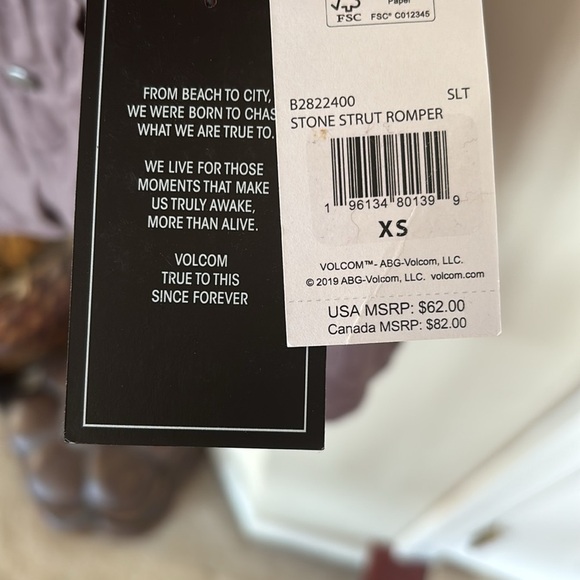 FROM BEACH TO CITY,
WE WERE BORN TO CHAS
WHAT WE ARE TRUE TO.
WE LIVE FOR THOSE
MOMENTS THAT MAKE
US TRULY AWAKE,
MORE THAN ALIVE.
VOLCOM
TRUE TO THIS
SINCE FOREVER
Paper
FSC FSC® C012345
B2822400 SLT
STONE STRUT ROMPER
1 96134 80139 9
XS
VOLCOM™- ABG-Volcom, LLC.
© 2019 ABG-Volcom, LLC. volcom.com
USA MSRP: $62.00
Canada MSRP: $82.00